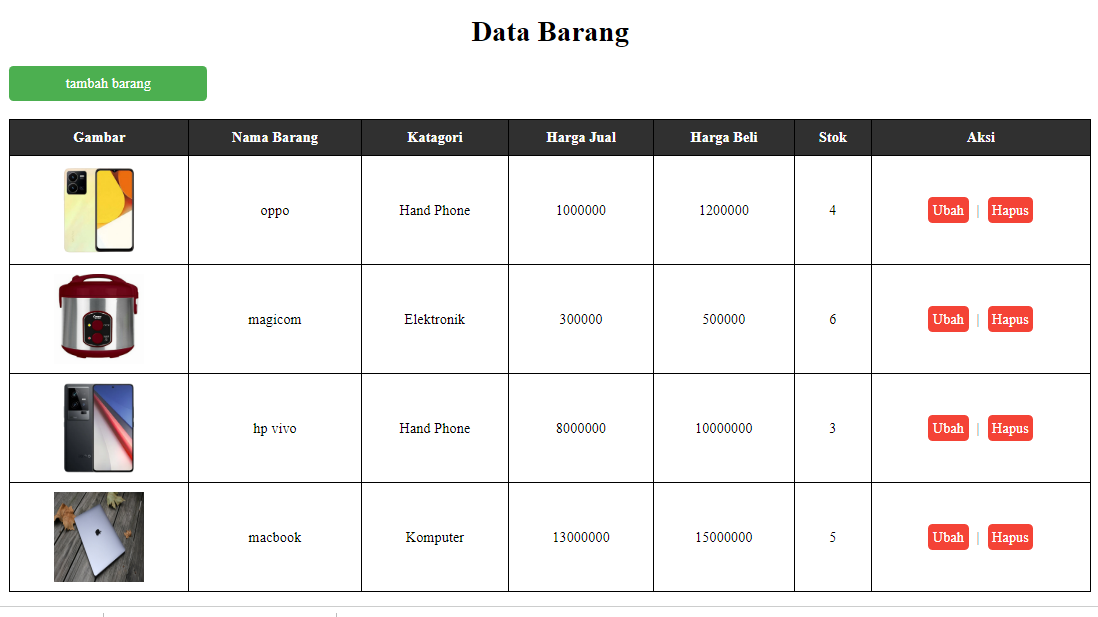 Data Barang
tambah barang
Gambar Nama Barang Katagori Harga Jual Harga Beli Stok Aksi
oppo Hand Phone 1000000 1200000 4 Ubah | Hapus
magicom Elektronik 300000 500000 6 Ubah | Hapus
hp vivo Hand Phone 8000000 10000000 3 Ubah | Hapus
macbook Komputer 13000000 15000000 5 Ubah | Hapus